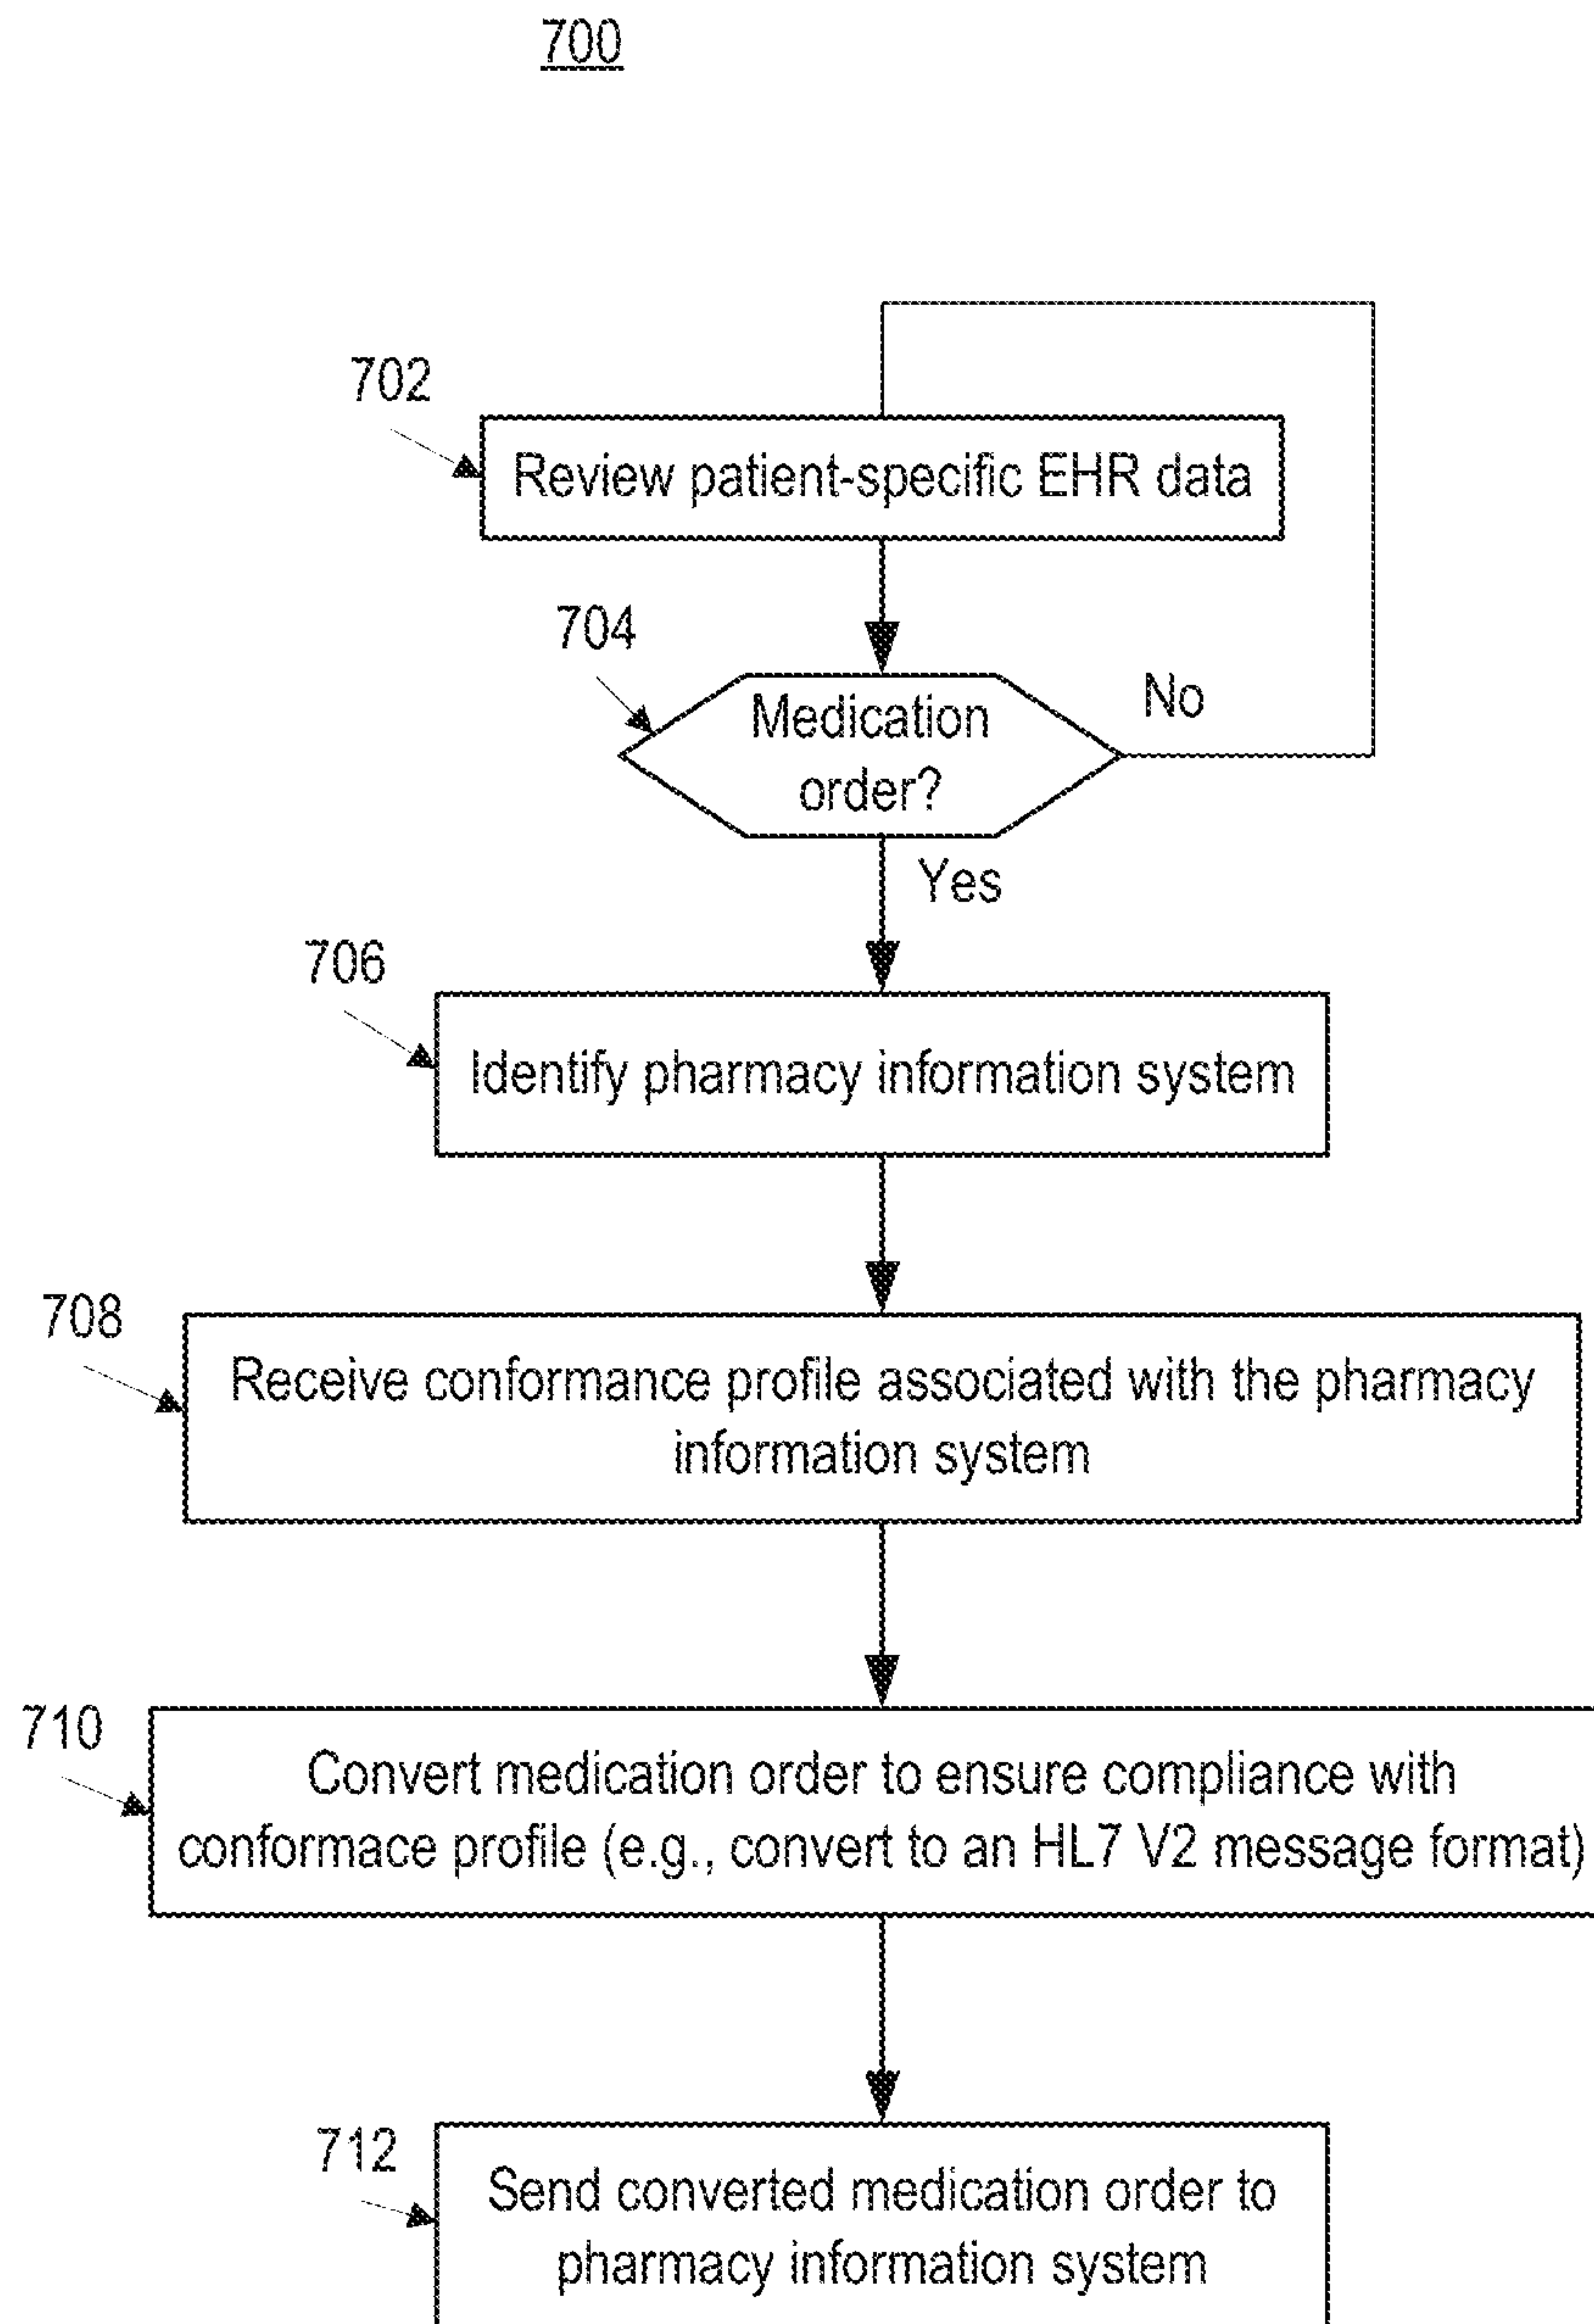 700
702
Review patient-specific EHR data
704
Medication
order?
No
Yes
706
Identify pharmacy information system
708
Receive conformance profile associated with the pharmacy
information system
710
Convert medication order to ensure compliance with
conformace profile (e.g., convert to an HL7 V2 message format)
712
Send converted medication order to
pharmacy information system